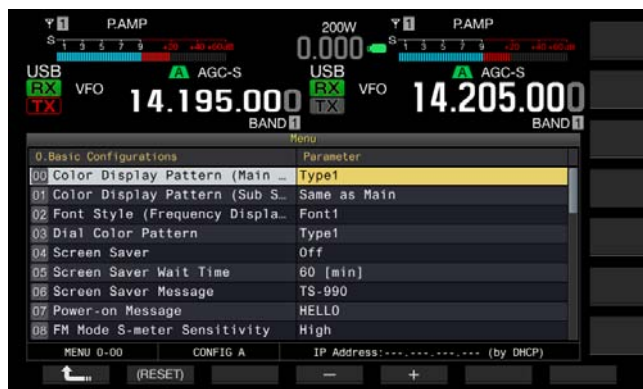 1 P.AMP 200W 1 P.AMP
S 1 3 5 7 9 +20 +40 +60dB 0.000 S 1 3 5 7 9 +20 +40 +60dB
USB A AGC-S USB A AGC-S
RX VFO 14.195.000 RX VFO 14.205.000
TX TX
BAND 1 BAND 1
Menu
0.Basic Configurations Parameter
00 Color Display Pattern (Main … Type1
01 Color Display Pattern (Sub S… Same as Main
02 Font Style (Frequency Displa… Font1
03 Dial Color Pattern Type1
04 Screen Saver Off
05 Screen Saver Wait Time 60 [min]
06 Screen Saver Message TS-990
07 Power-on Message HELLO
08 FM Mode S-meter Sensitivity High
MENU 0-00 CONFIG A IP Address:---.---.---.--- (by DHCP)
(RESET) − +